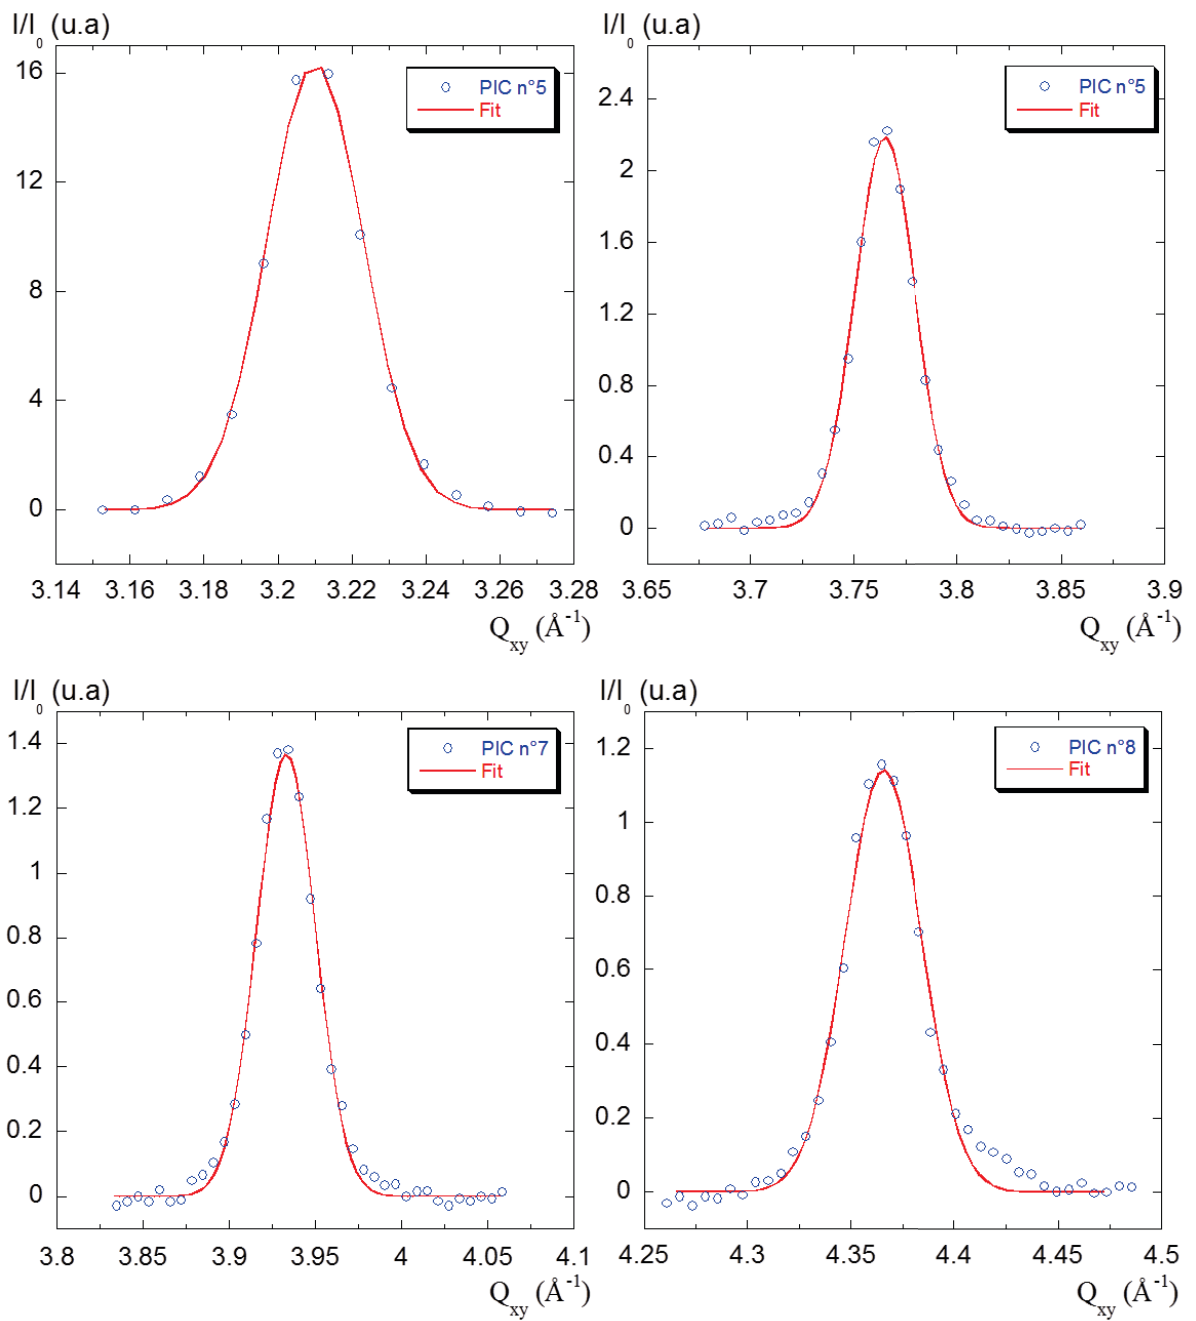 I/I0 (u.a)
PIC n°5
Fit
16
12
8
4
0
3.14 3.16 3.18 3.2 3.22 3.24 3.26 3.28
Qxy (Å-1)
I/I0 (u.a)
PIC n°5
Fit
2.4
2
1.6
1.2
0.8
0.4
0
3.65 3.7 3.75 3.8 3.85 3.9
Qxy (Å-1)
I/I0 (u.a)
PIC n°7
Fit
1.4
1.2
1
0.8
0.6
0.4
0.2
0
3.8 3.85 3.9 3.95 4 4.05 4.1
Qxy (Å-1)
I/I0 (u.a)
PIC n°8
Fit
1.2
1
0.8
0.6
0.4
0.2
0
4.25 4.3 4.35 4.4 4.45 4.5
Qxy (Å-1)